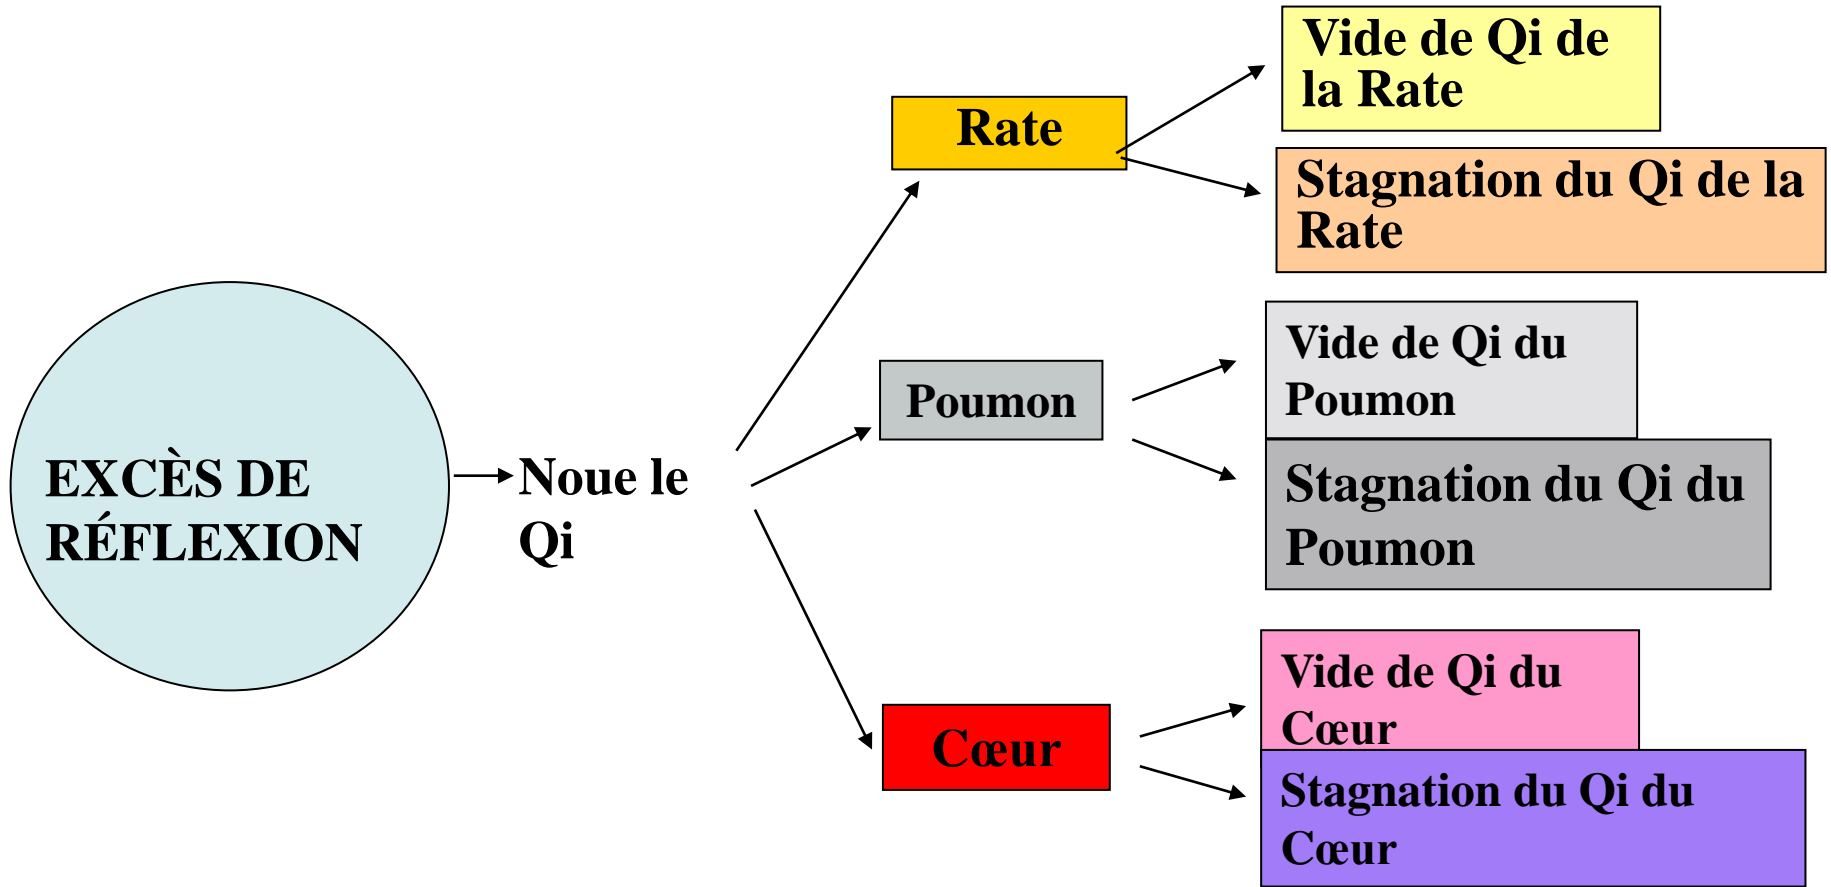 EXCÈS DE
RÉFLEXION
Noue le
Qi
Rate
Vide de Qi de
la Rate
Stagnation du Qi de la
Rate
Poumon
Vide de Qi du
Poumon
Stagnation du Qi du
Poumon
Cœur
Vide de Qi du
Cœur
Stagnation du Qi du
Cœur